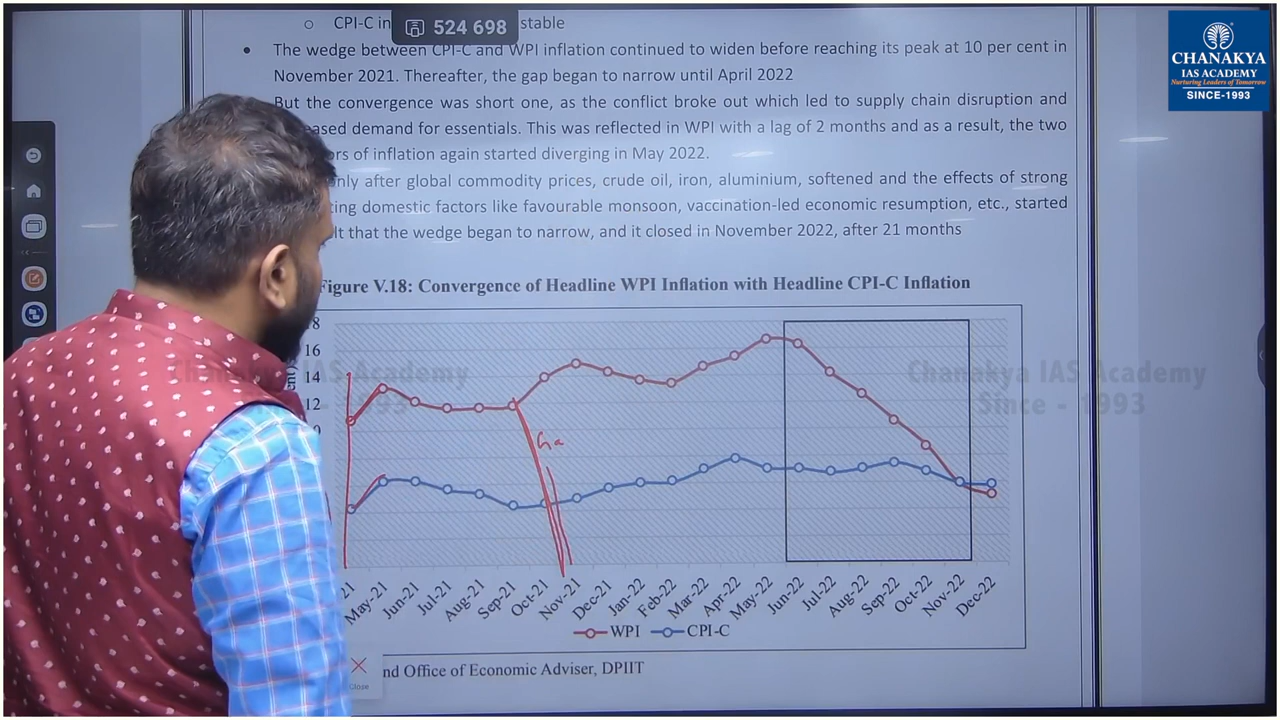 CPI-C in
524 698
stable
CHANAKYA
IAS ACADEMY
Nurturing Leaders of Tomorrow
SINCE-1993
• The wedge between CPI-C and WPI inflation continued to widen before reaching its peak at 10 per cent in
November 2021. Thereafter, the gap began to narrow until April 2022
But the convergence was short one, as the conflict broke out which led to supply chain disruption and
ased demand for essentials. This was reflected in WPI with a lag of 2 months and as a result, the two
ors of inflation again started diverging in May 2022.
nly after global commodity prices, crude oil, iron, aluminium, softened and the effects of strong
ting domestic factors like favourable monsoon, vaccination-led economic resumption, etc., started
lt that the wedge began to narrow, and it closed in November 2022, after 21 months
Figure V.18: Convergence of Headline WPI Inflation with Headline CPI-C Inflation
18
16
14
12
0
ent)
Chanakya IAS Academy
- 1993
Chanakya IAS Academy
Since - 1993
21 May-21 Jun-21 Jul-21 Aug-21 Sep-21 Oct-21 Nov-21 Dec-21 Jan-22 Feb-22 Mar-22 Apr-22 May-22 Jun-22 Jul-22 Aug-22 Sep-22 Oct-22 Nov-22 Dec-22
WPI CPI-C
nd Office of Economic Adviser, DPIIT
Close